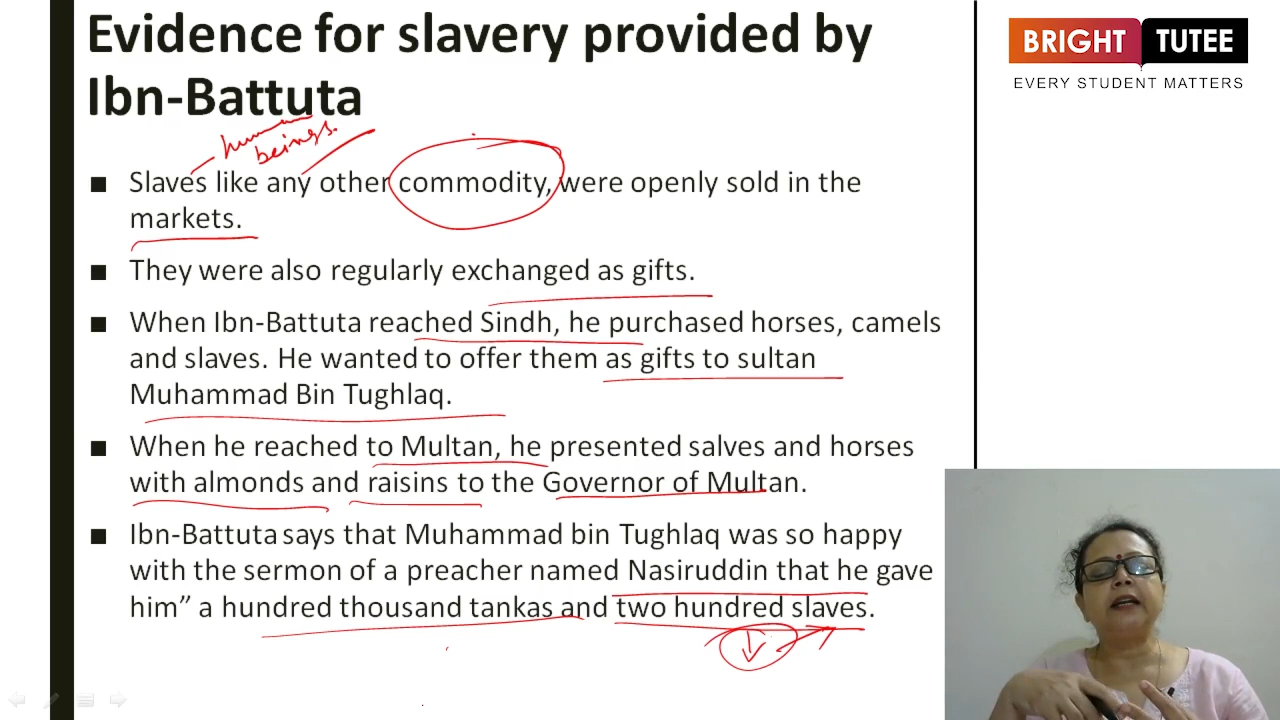 Evidence for slavery provided by
Ibn-Battuta
human
beings.
■ Slaves like any other commodity, were openly sold in the
markets.
■ They were also regularly exchanged as gifts.
■ When Ibn-Battuta reached Sindh, he purchased horses, camels
and slaves. He wanted to offer them as gifts to sultan
Muhammad Bin Tughlaq.
■ When he reached to Multan, he presented salves and horses
with almonds and raisins to the Governor of Multan.
■ Ibn-Battuta says that Muhammad bin Tughlaq was so happy
with the sermon of a preacher named Nasiruddin that he gave
him” a hundred thousand tankas and two hundred slaves.
BRIGHT TUTEE
EVERY STUDENT MATTERS